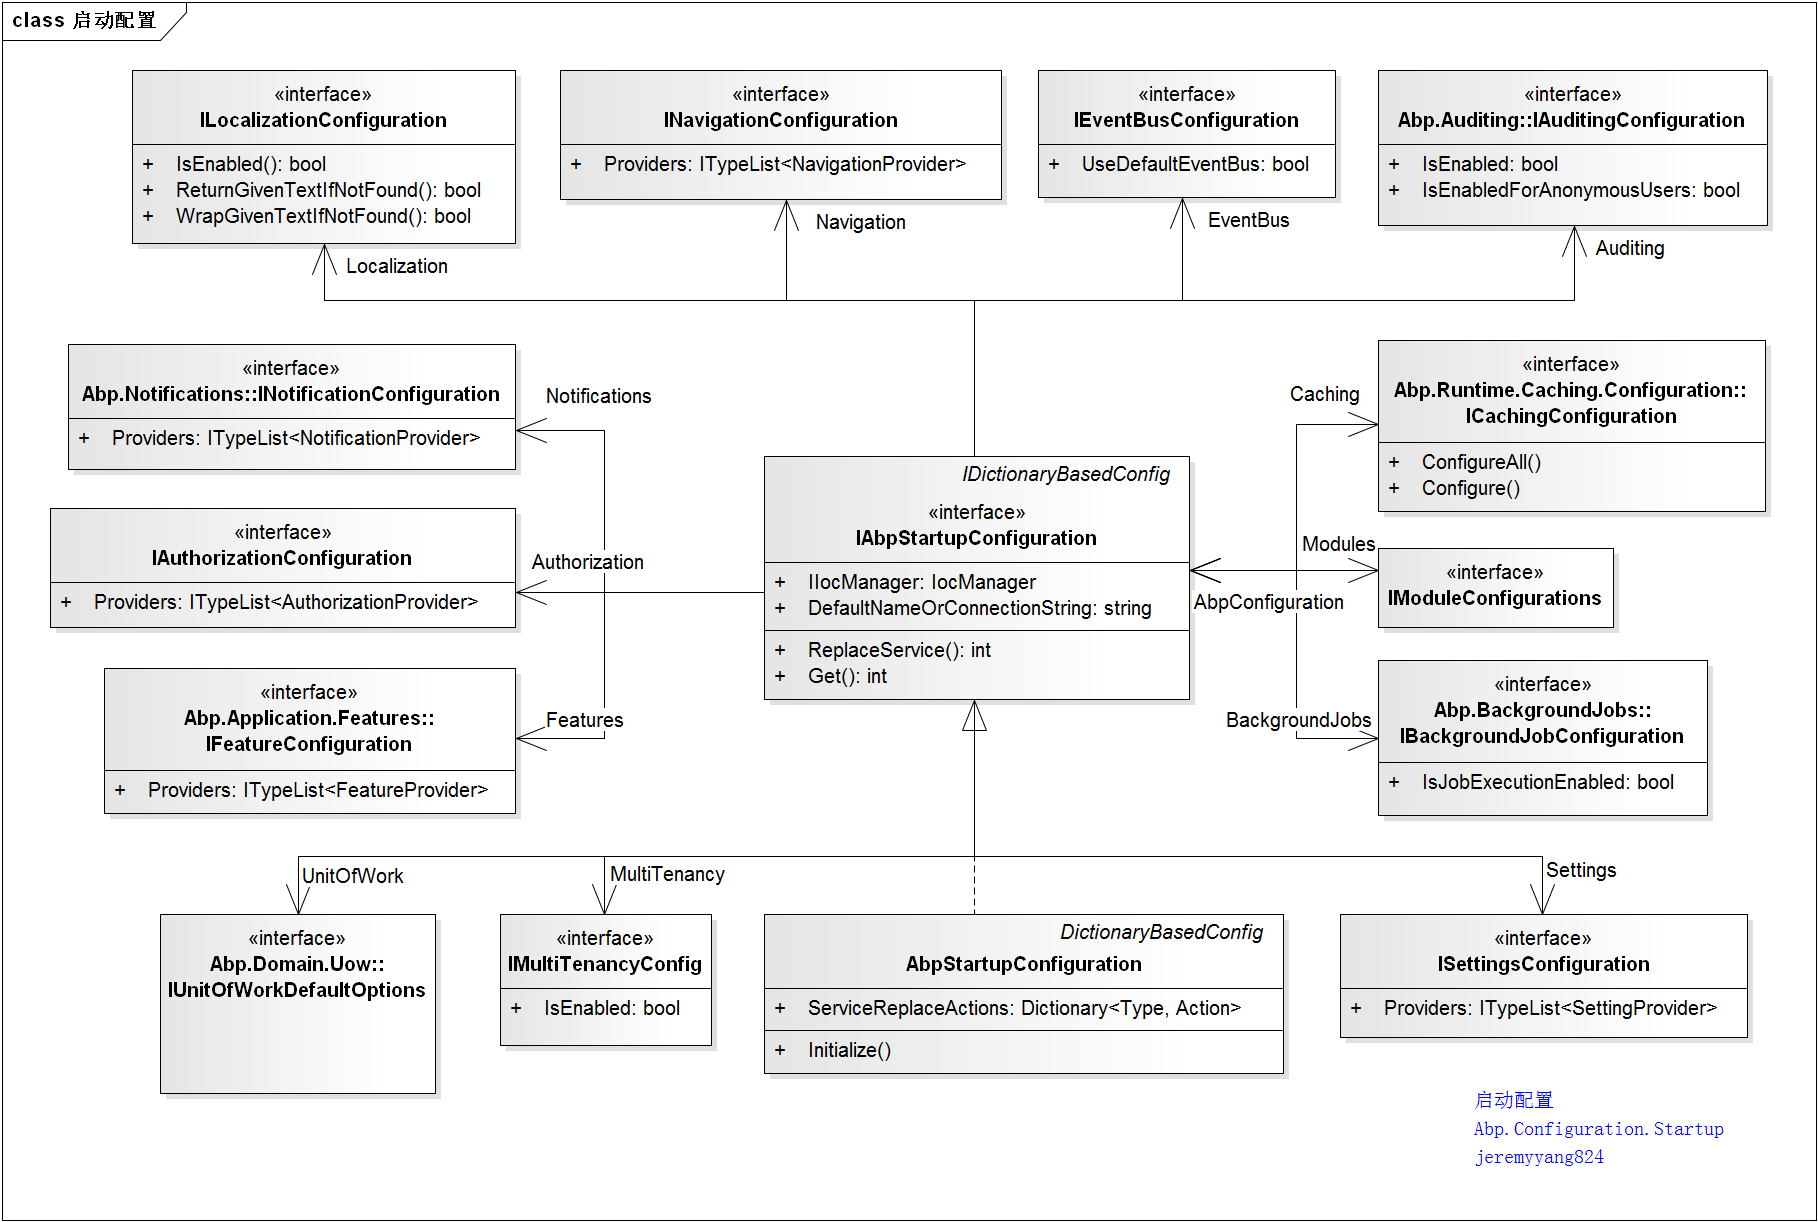 class 启动配置
«interface»
ILocalizationConfiguration
+ IsEnabled(): bool
+ ReturnGivenTextIfNotFound(): bool
+ WrapGivenTextIfNotFound(): bool
«interface»
INavigationConfiguration
+ Providers: ITypeList<NavigationProvider>
«interface»
IEventBusConfiguration
+ UseDefaultEventBus: bool
«interface»
Abp.Auditing::IAuditingConfiguration
+ IsEnabled: bool
+ IsEnabledForAnonymousUsers: bool
Localization
Navigation
EventBus
Auditing
«interface»
Abp.Notifications::INotificationConfiguration
+ Providers: ITypeList<NotificationProvider>
Notifications
Caching
«interface»
Abp.Runtime.Caching.Configuration::
ICachingConfiguration
+ ConfigureAll()
+ Configure()
«interface»
IAuthorizationConfiguration
+ Providers: ITypeList<AuthorizationProvider>
Authorization
IDictionaryBasedConfig
«interface»
IAbpStartupConfiguration
+ IIocManager: IocManager
+ DefaultNameOrConnectionString: string
+ ReplaceService(): int
+ Get(): int
Modules
AbpConfiguration
«interface»
IModuleConfigurations
«interface»
Abp.Application.Features::
IFeatureConfiguration
+ Providers: ITypeList<FeatureProvider>
Features
BackgroundJobs
«interface»
Abp.BackgroundJobs::
IBackgroundJobConfiguration
+ IsJobExecutionEnabled: bool
UnitOfWork
MultiTenancy
Settings
«interface»
Abp.Domain.Uow::
IUnitOfWorkDefaultOptions
«interface»
IMultiTenancyConfig
+ IsEnabled: bool
DictionaryBasedConfig
AbpStartupConfiguration
+ ServiceReplaceActions: Dictionary<Type, Action>
+ Initialize()
«interface»
ISettingsConfiguration
+ Providers: ITypeList<SettingProvider>
启动配置
Abp.Configuration.Startup
jeremyyang824